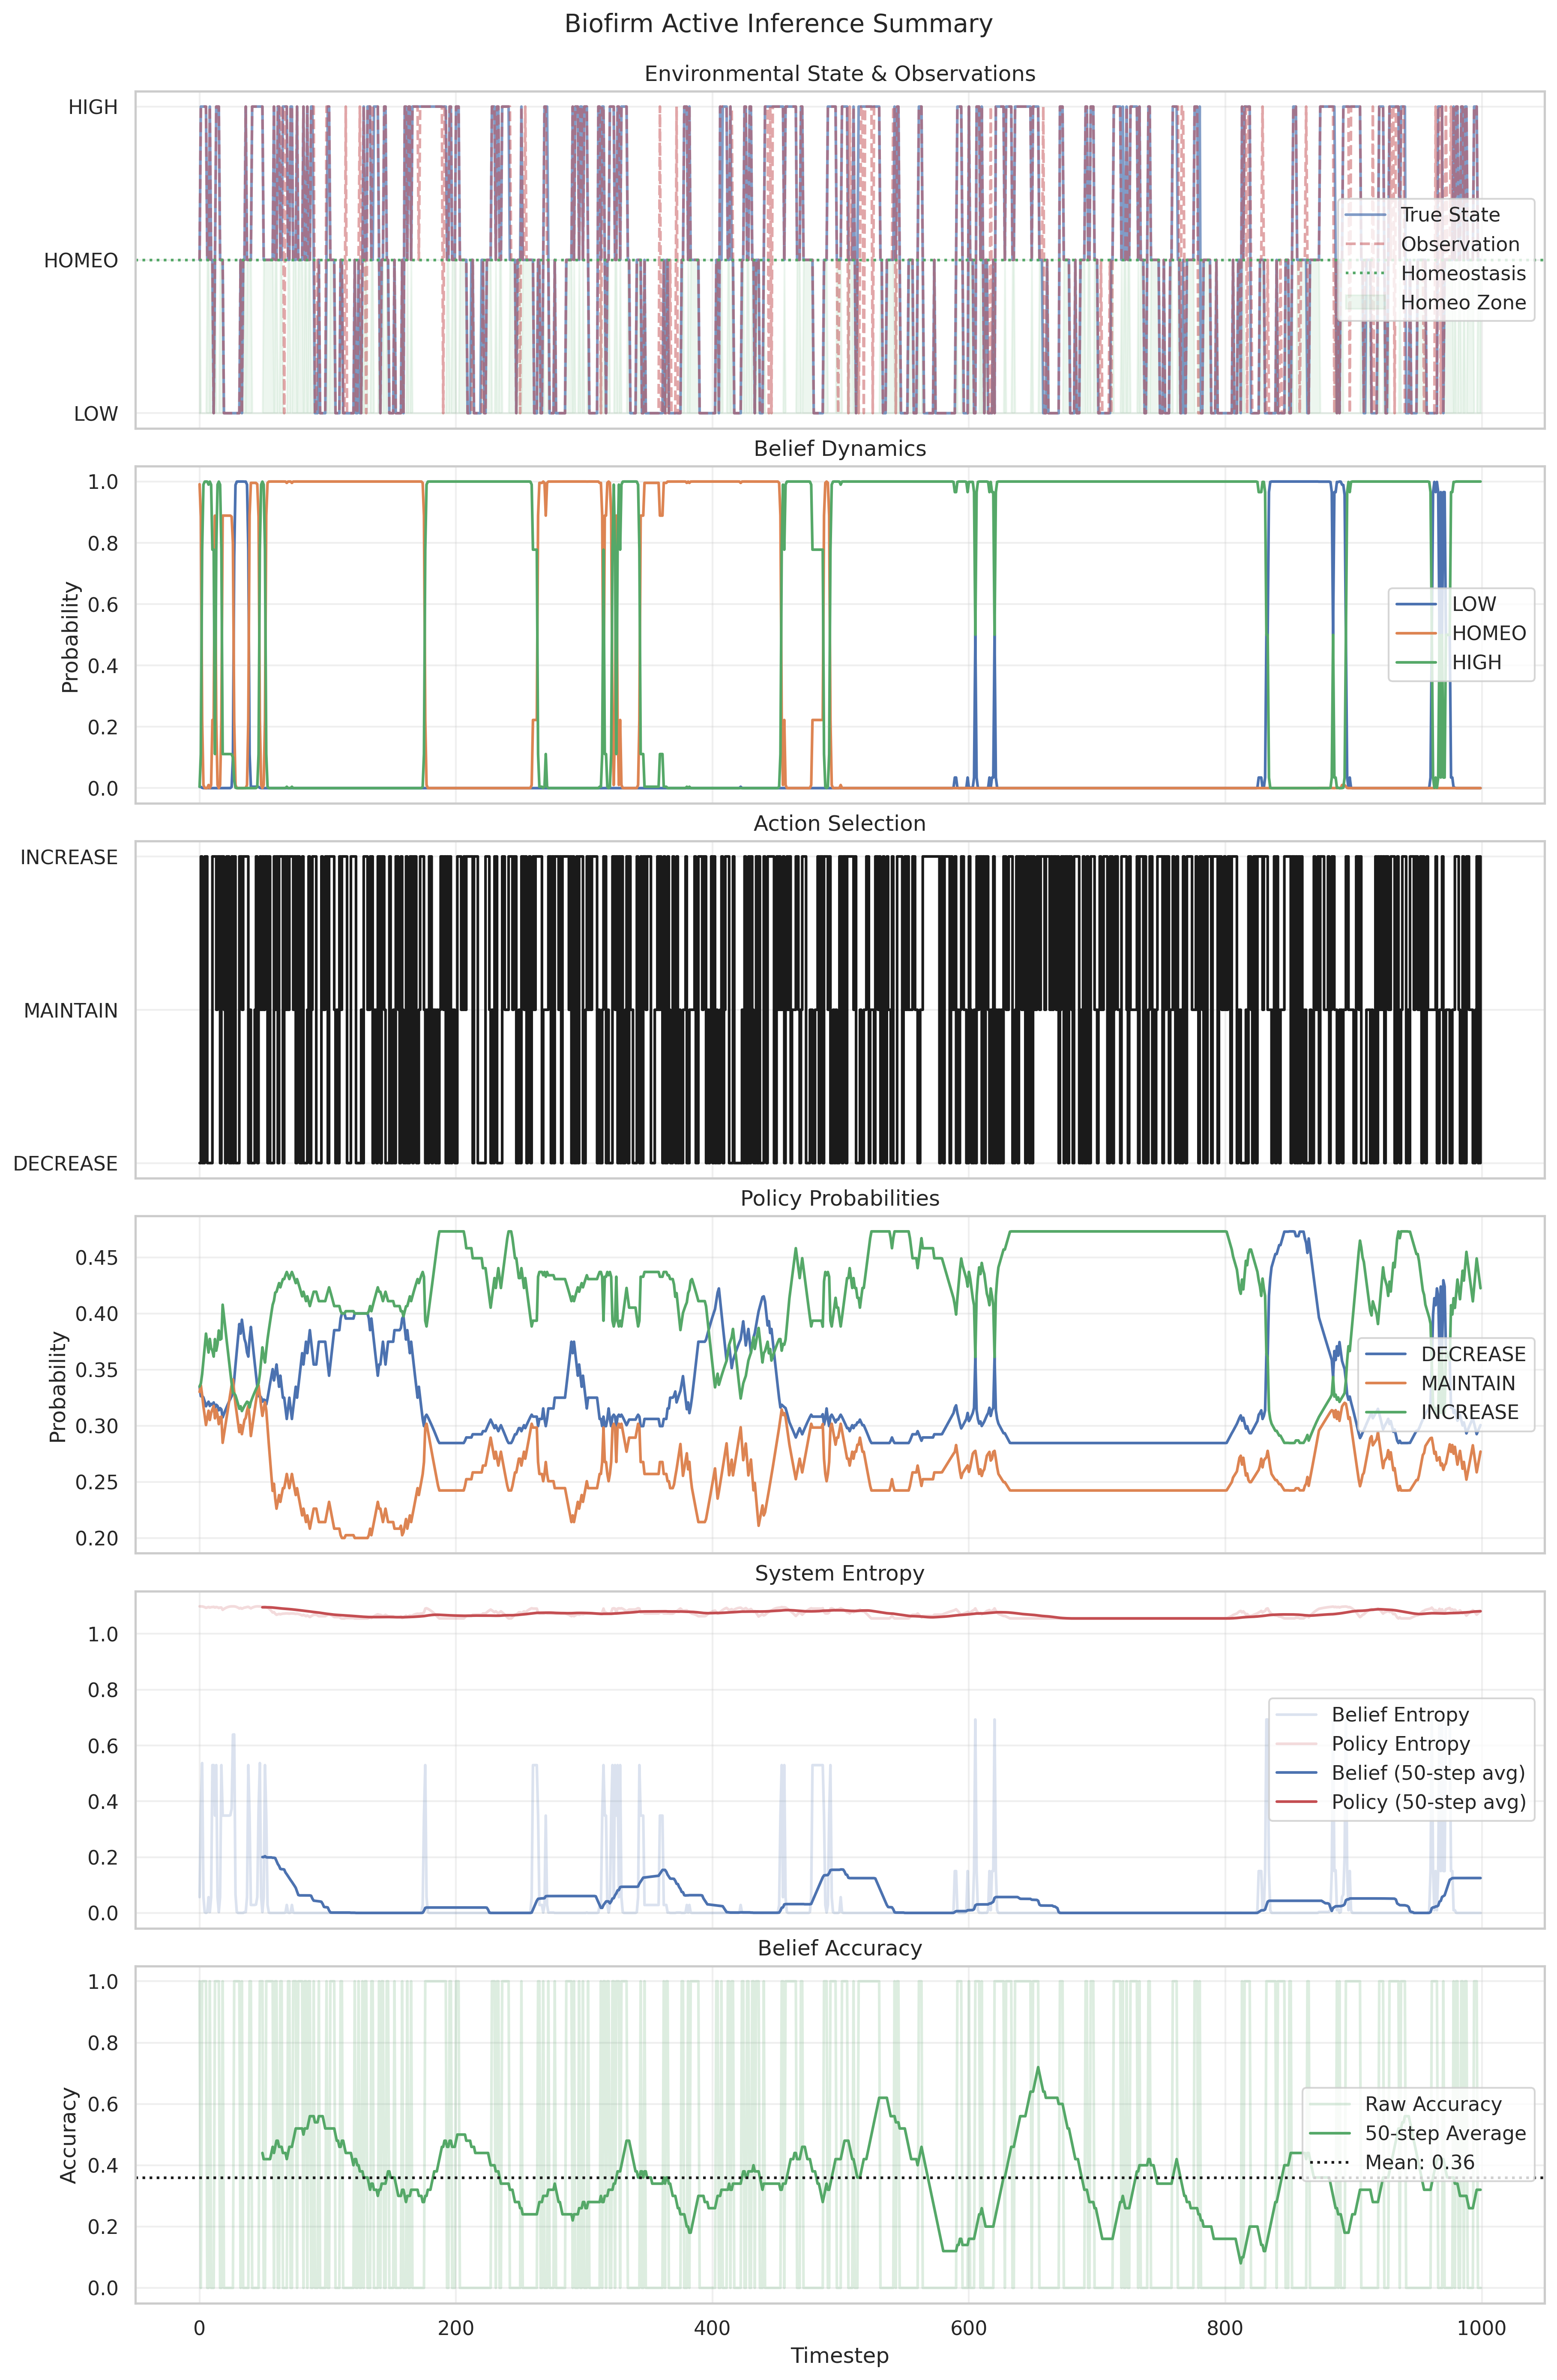 Biofirm Active Inference Summary
Environmental State & Observations
HIGH
HOMEO
LOW
True State
Observation
Homeostasis
Homeo Zone
Belief Dynamics
Probability
1.0
0.8
0.6
0.4
0.2
0.0
LOW
HOMEO
HIGH
Action Selection
INCREASE
MAINTAIN
DECREASE
Policy Probabilities
Probability
0.45
0.40
0.35
0.30
0.25
0.20
DECREASE
MAINTAIN
INCREASE
System Entropy
1.0
0.8
0.6
0.4
0.2
0.0
Belief Entropy
Policy Entropy
Belief (50-step avg)
Policy (50-step avg)
Belief Accuracy
Accuracy
1.0
0.8
0.6
0.4
0.2
0.0
Raw Accuracy
50-step Average
Mean: 0.36
0 200 400 600 800 1000
Timestep